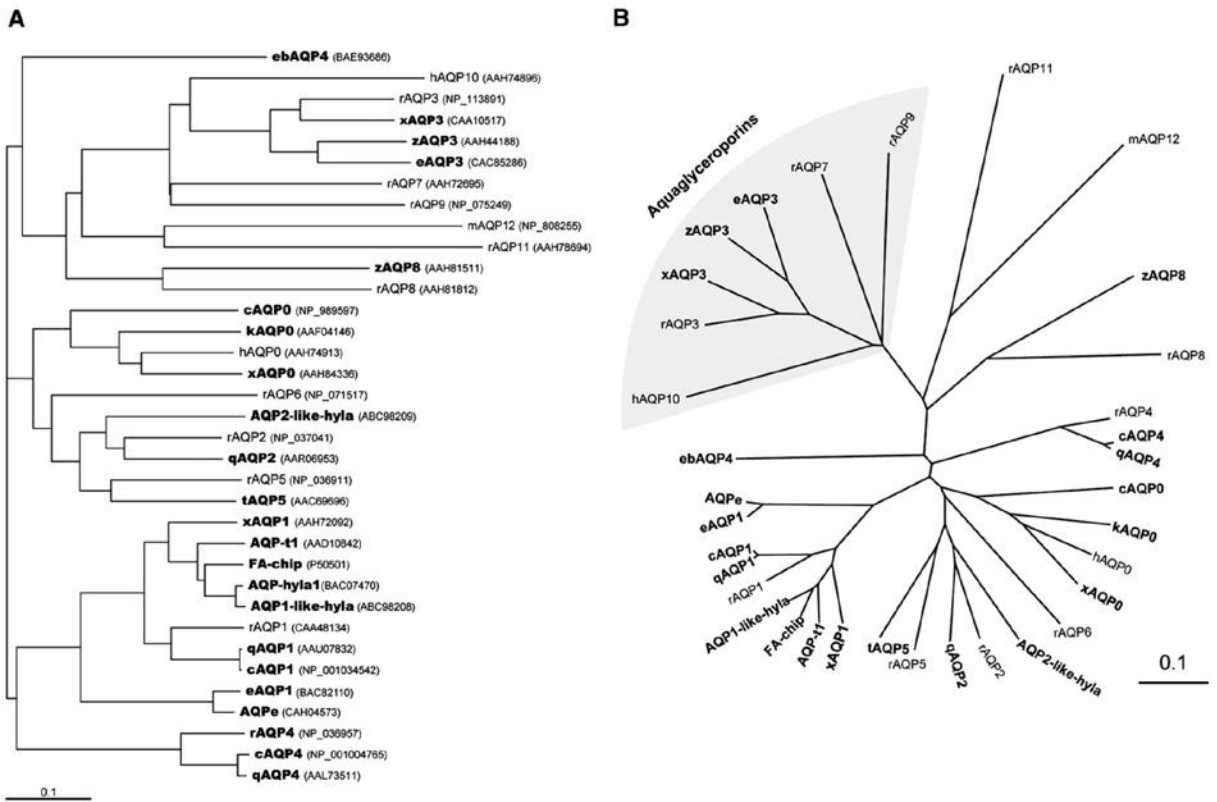 A
ebAQP4 (BAE93686)
hAQP10 (AAH74896)
rAQP3 (NP_113891)
xAQP3 (CAA10517)
zAQP3 (AAH44188)
eAQP3 (CAC85286)
rAQP7 (AAH72695)
rAQP9 (NP_075249)
mAQP12 (NP_808255)
rAQP11 (AAH78694)
zAQP8 (AAH81511)
rAQP8 (AAH81812)
cAQP0 (NP_989597)
kAQP0 (AAF04146)
hAQP0 (AAH74913)
xAQP0 (AAH84336)
rAQP6 (NP_071517)
AQP2-like-hyla (ABC98209)
rAQP2 (NP_037041)
qAQP2 (AAR06953)
rAQP5 (NP_036911)
tAQP5 (AAC69696)
xAQP1 (AAH72092)
AQP-t1 (AAD10842)
FA-chip (P50501)
AQP-hyla1 (BAC07470)
AQP1-like-hyla (ABC98208)
rAQP1 (CAA48134)
qAQP1 (AAU07832)
cAQP1 (NP_001034542)
eAQP1 (BAC82110)
AQPe (CAH04573)
rAQP4 (NP_036957)
cAQP4 (NP_001004765)
qAQP4 (AAL73511)
0.1
B
Aquaglyceroporins
rAQP11
mAQP12
rAQP9
rAQP7
eAQP3
zAQP3
xAQP3
rAQP3
hAQP10
zAQP8
rAQP8
rAQP4
cAQP4
qAQP4
ebAQP4
cAQP0
AQPe
eAQP1
kAQP0
hAQP0
cAQP1
qAQP1
xAQP0
rAQP1
rAQP6
AQP1-like-hyla
FA-chip
AQP-t1
xAQP1
tAQP5
rAQP5
qAQP2
rAQP2
AQP2-like-hyla
0.1